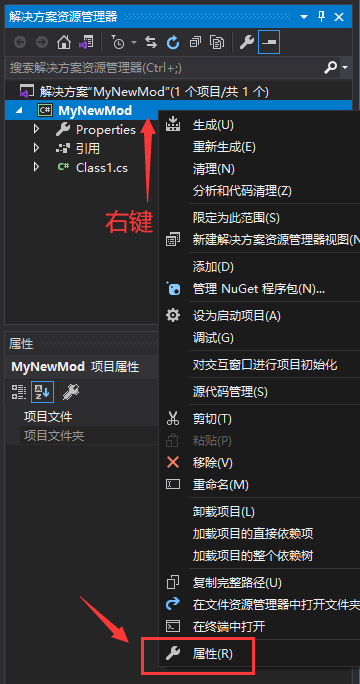 解决方案资源管理器
搜索解决方案资源管理器(Ctrl+;)
解决方案"MyNewMod"(1 个项目/共 1 个)
C# MyNewMod
Properties
引用
C# Class1.cs
右键
生成(U)
重新生成(E)
清理(N)
分析和代码清理(Z)
限定为此范围(S)
新建解决方案资源管理器视图(N
添加(D)
管理 NuGet 程序包(N)...
设为启动项目(A)
调试(G)
对交互窗口进行项目初始化
源代码管理(S)
剪切(T)
粘贴(P)
移除(V)
重命名(M)
卸载项目(L)
加载项目的直接依赖项
加载项目的整个依赖树
复制完整路径(U)
在文件资源管理器中打开文件夹
在终端中打开
属性(R)
属性
MyNewMod 项目属性
项目文件
项目文件夹